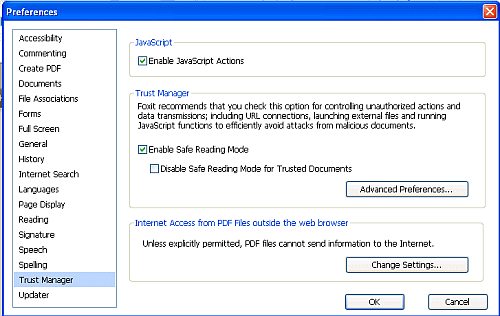 Preferences
Accessibility
Commenting
Create PDF
Documents
File Associations
Forms
Full Screen
General
History
Internet Search
Languages
Page Display
Reading
Signature
Speech
Spelling
Trust Manager
Updater
JavaScript
Enable JavaScript Actions
Trust Manager
Foxit recommends that you check this option for controlling unauthorized actions and
data transmissions; including URL connections, launching external files and running
JavaScript functions to efficiently avoid attacks from malicious documents.
Enable Safe Reading Mode
Disable Safe Reading Mode for Trusted Documents
Advanced Preferences...
Internet Access from PDF Files outside the web browser
Unless explicitly permitted, PDF files cannot send information to the Internet.
Change Settings...
OK
Cancel